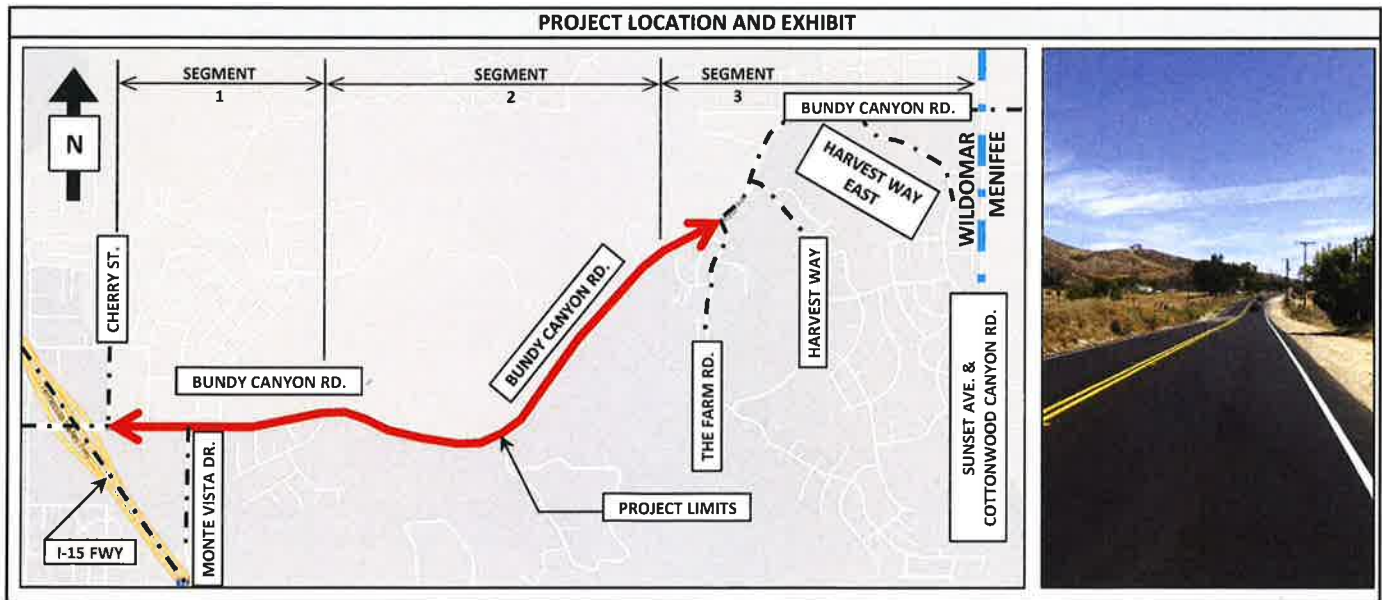 PROJECT LOCATION AND EXHIBIT
SEGMENT
1
SEGMENT
2
SEGMENT
3
N
BUNDY CANYON RD.
HARVEST WAY
EAST
WILDOMAR
MENIFEE
CHERRY ST.
BUNDY CANYON RD.
HARVEST WAY
BUNDY CANYON RD.
THE FARM RD.
SUNSET AVE. &
COTTONWOOD CANYON RD.
MONTE VISTA DR.
PROJECT LIMITS
I-15 FWY